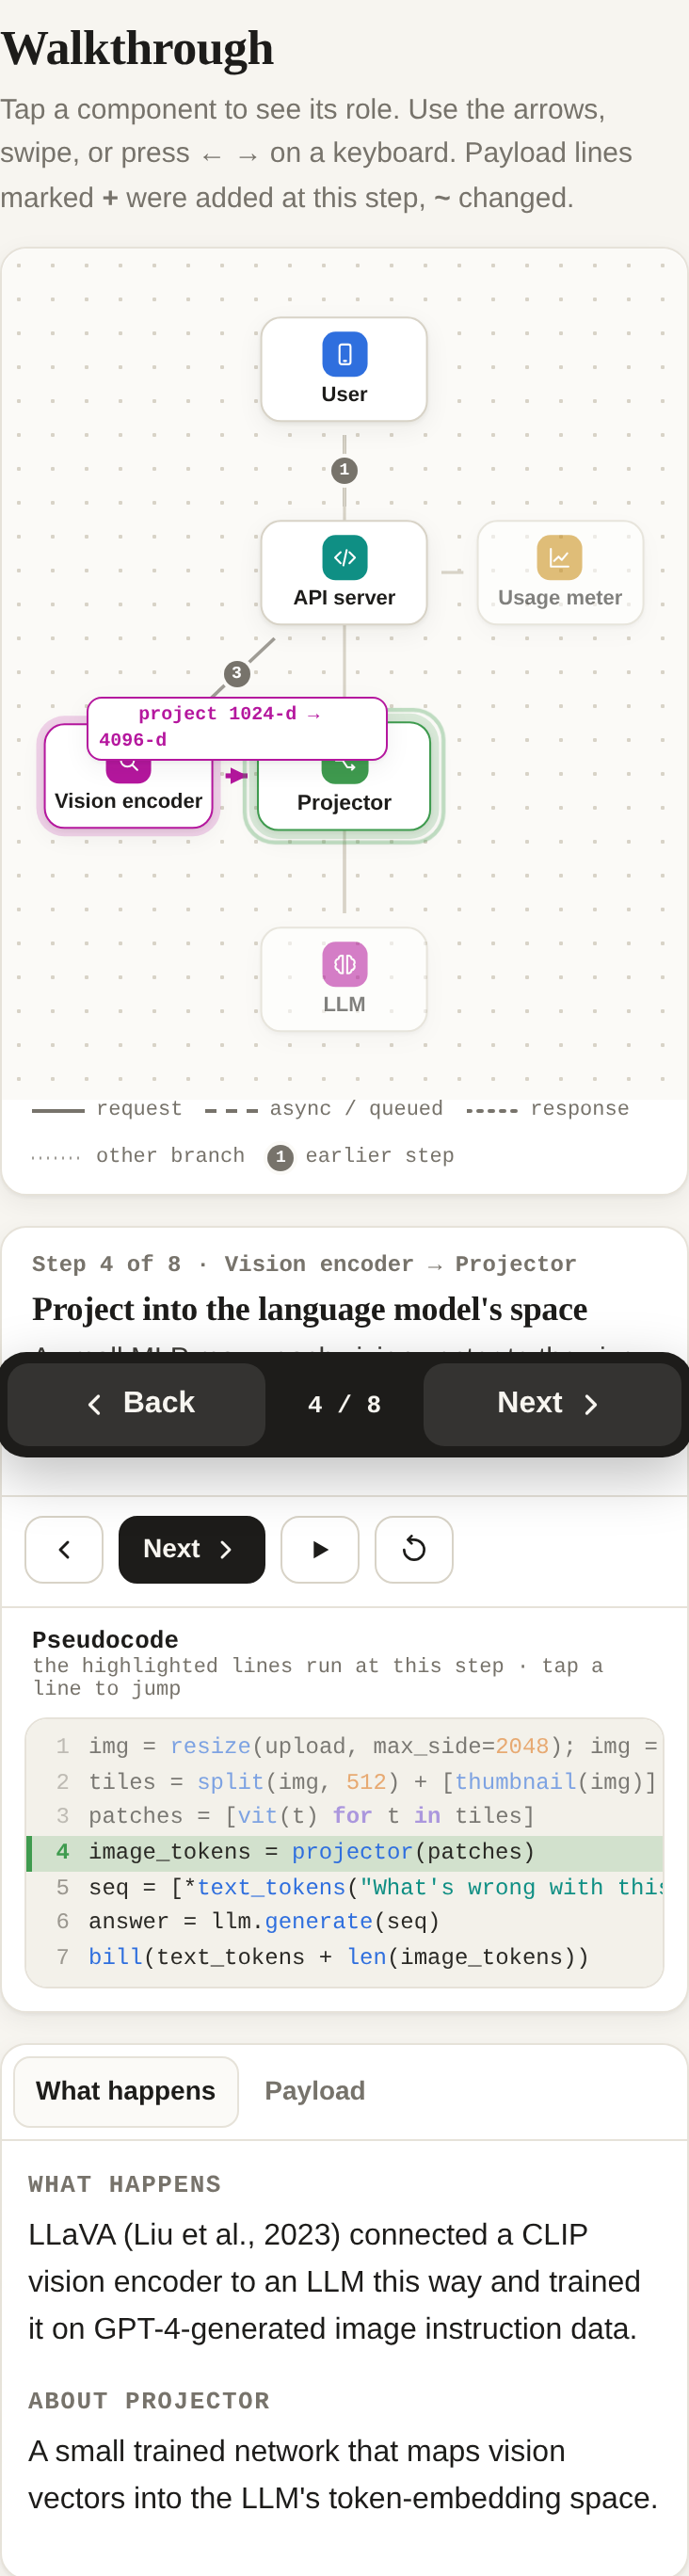 Walkthrough
Tap a component to see its role. Use the arrows,
swipe, or press ← → on a keyboard. Payload lines
marked + were added at this step, ~ changed.
User
1
API server
Usage meter
3
project 1024-d →
4096-d
Vision encoder
Projector
LLM
request
async / queued
response
other branch
1 earlier step
Step 4 of 8 · Vision encoder → Projector
Project into the language model's space
Back
4 / 8
Next
Next
Pseudocode
the highlighted lines run at this step · tap a
line to jump
1 img = resize(upload, max_side=2048); img =
2 tiles = split(img, 512) + [thumbnail(img)]
3 patches = [vit(t) for t in tiles]
4 image_tokens = projector(patches)
5 seq = [*text_tokens("What's wrong with this
6 answer = llm.generate(seq)
7 bill(text_tokens + len(image_tokens))
What happens
Payload
WHAT HAPPENS
LLaVA (Liu et al., 2023) connected a CLIP
vision encoder to an LLM this way and trained
it on GPT-4-generated image instruction data.
ABOUT PROJECTOR
A small trained network that maps vision
vectors into the LLM's token-embedding space.